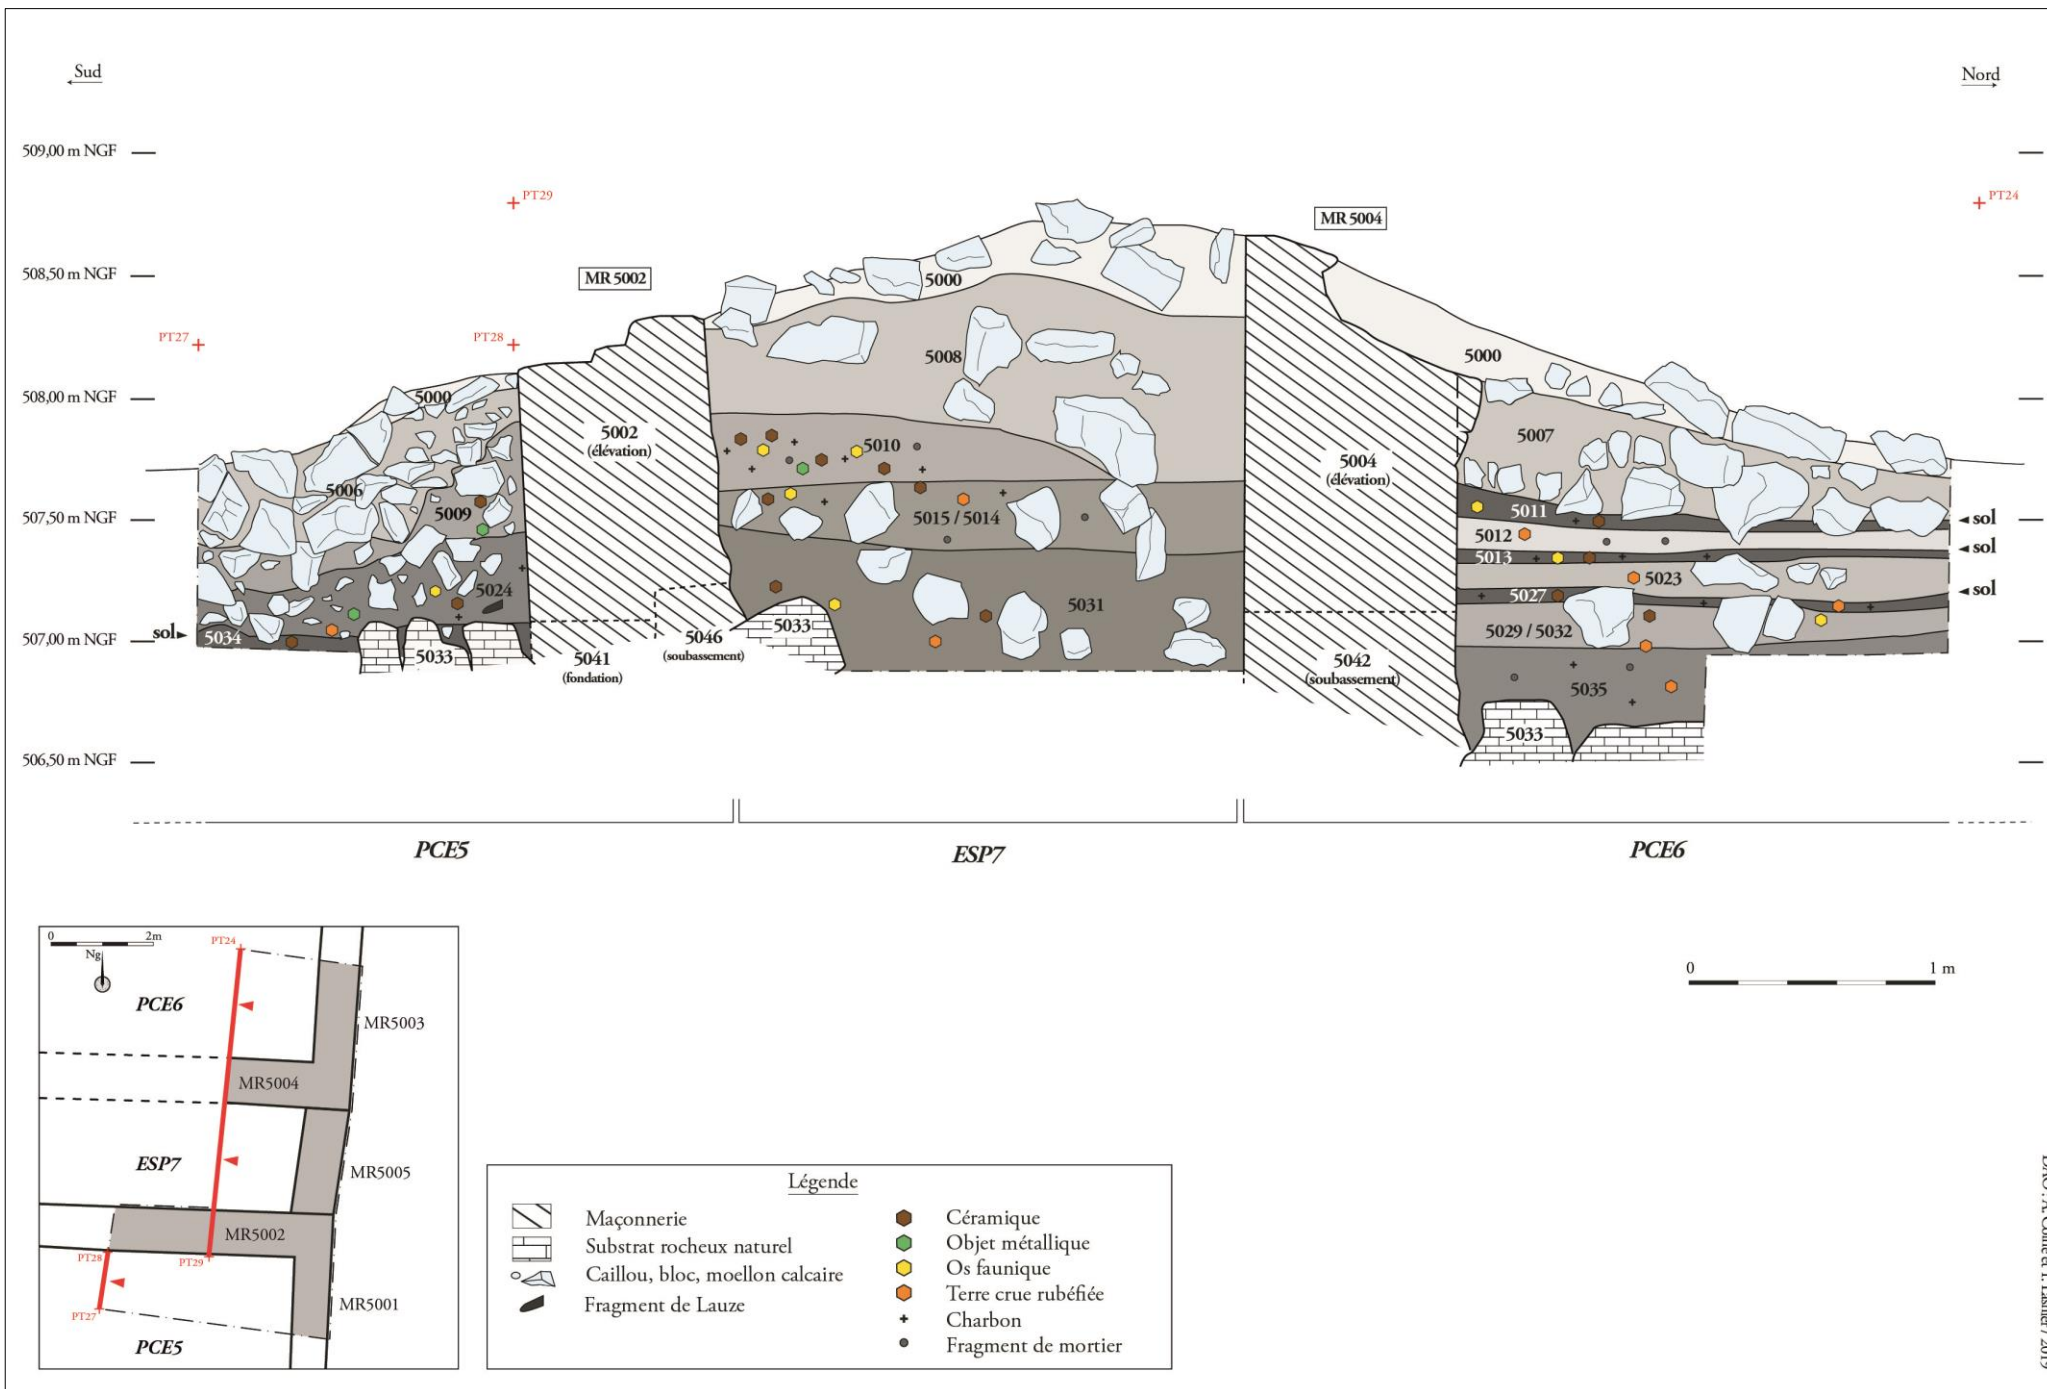 Sud
Nord
509,00 m NGF
PT29
PT24
MR 5004
508,50 m NGF
MR 5002
5000
PT27
PT28
5008
5000
508,00 m NGF
5000
5002
(élévation)
5010
5007
5004
(élévation)
5006
5009
507,50 m NGF
5015 / 5014
5011
sol
5012
sol
5013
5023
5024
5027
sol
5031
507,00 m NGF
sol
5034
5033
5046
(soubassement)
5033
5029 / 5032
5041
(fondation)
5042
(soubassement)
5035
5033
506,50 m NGF
PCE5
ESP7
PCE6
0 2m
Ng
PT24
PCE6
MR5003
MR5004
ESP7
MR5005
MR5002
PT28
PT29
PT27
MR5001
PCE5
0 1 m
Légende
Maçonnerie
Substrat rocheux naturel
Caillou, bloc, moellon calcaire
Fragment de Lauze
Céramique
Objet métallique
Os faunique
Terre crue rubéfiée
Charbon
Fragment de mortier